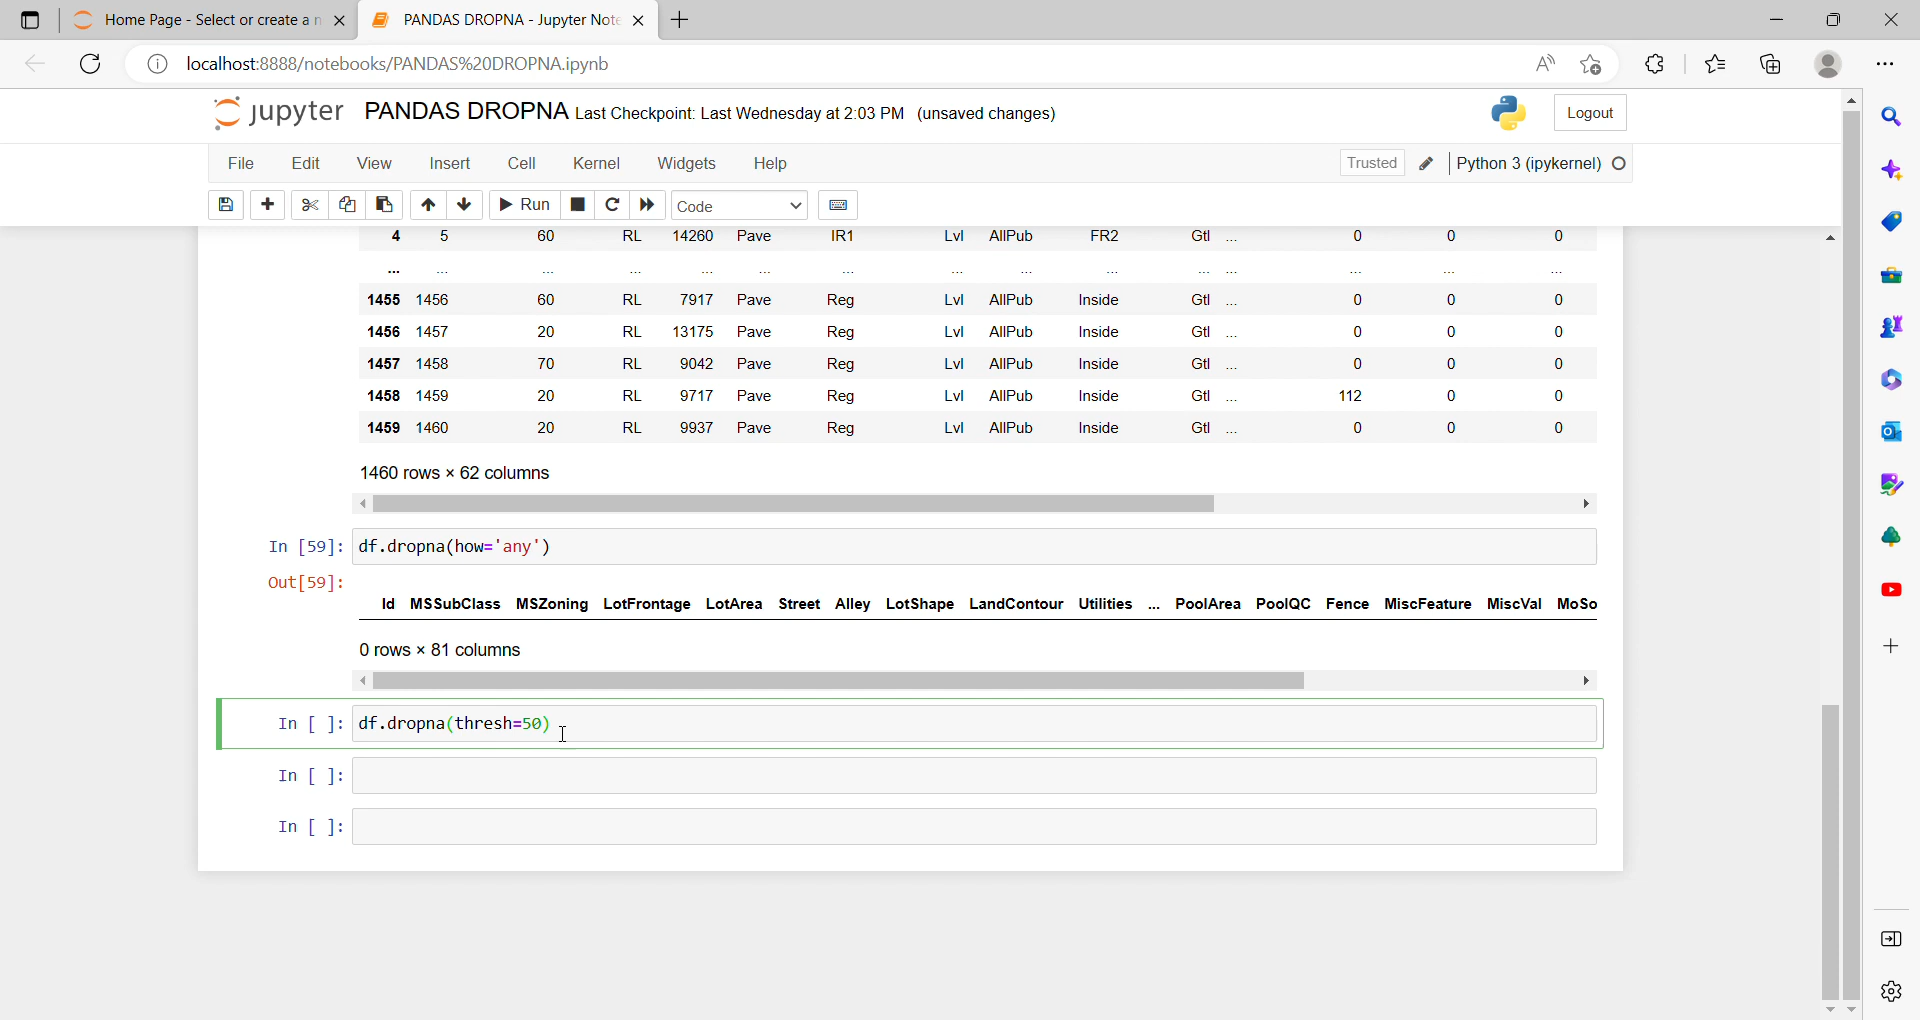 Home Page - Select or create a n
PANDAS DROPNA - Jupyter Note
localhost:8888/notebooks/PANDAS%20DROPNA.ipynb
jupyter PANDAS DROPNA Last Checkpoint: Last Wednesday at 2:03 PM (unsaved changes)
Logout
File Edit View Insert Cell Kernel Widgets Help
Trusted Python 3 (ipykernel)
Run Code
4 5 60 RL 14260 Pave IR1 Lvl AllPub FR2 Gtl ... 0 0 0
... ... ... ... ... ... ... ... ... ... ... ... ... ... ...
1455 1456 60 RL 7917 Pave Reg Lvl AllPub Inside Gtl ... 0 0 0
1456 1457 20 RL 13175 Pave Reg Lvl AllPub Inside Gtl ... 0 0 0
1457 1458 70 RL 9042 Pave Reg Lvl AllPub Inside Gtl ... 0 0 0
1458 1459 20 RL 9717 Pave Reg Lvl AllPub Inside Gtl ... 112 0 0
1459 1460 20 RL 9937 Pave Reg Lvl AllPub Inside Gtl ... 0 0 0
1460 rows × 62 columns
In [59]: df.dropna(how='any')
Out[59]:
Id MSSubClass MSZoning LotFrontage LotArea Street Alley LotShape LandContour Utilities ... PoolArea PoolQC Fence MiscFeature MiscVal MoSo
0 rows × 81 columns
In [ ]: df.dropna(thresh=50)
In [ ]:
In [ ]: